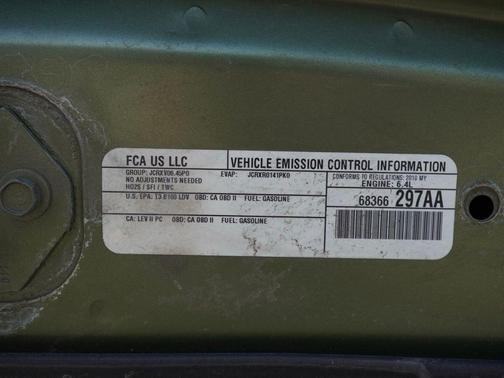 FCA US LLC
VEHICLE EMISSION CONTROL INFORMATION
GROUP: JCRXV06.45P0 EVAP: JCRXR0141PK0
NO ADJUSTMENTS NEEDED
HO2S / SFI / TWC
CONFORMS TO REGULATIONS: 2018 MY
ENGINE: 6.4L
U.S. EPA: T3 B160 LDV OBD: CA OBD II FUEL: GASOLINE
68366 297AA
CA: LEV II PC OBD: CA OBD II FUEL: GASOLINE